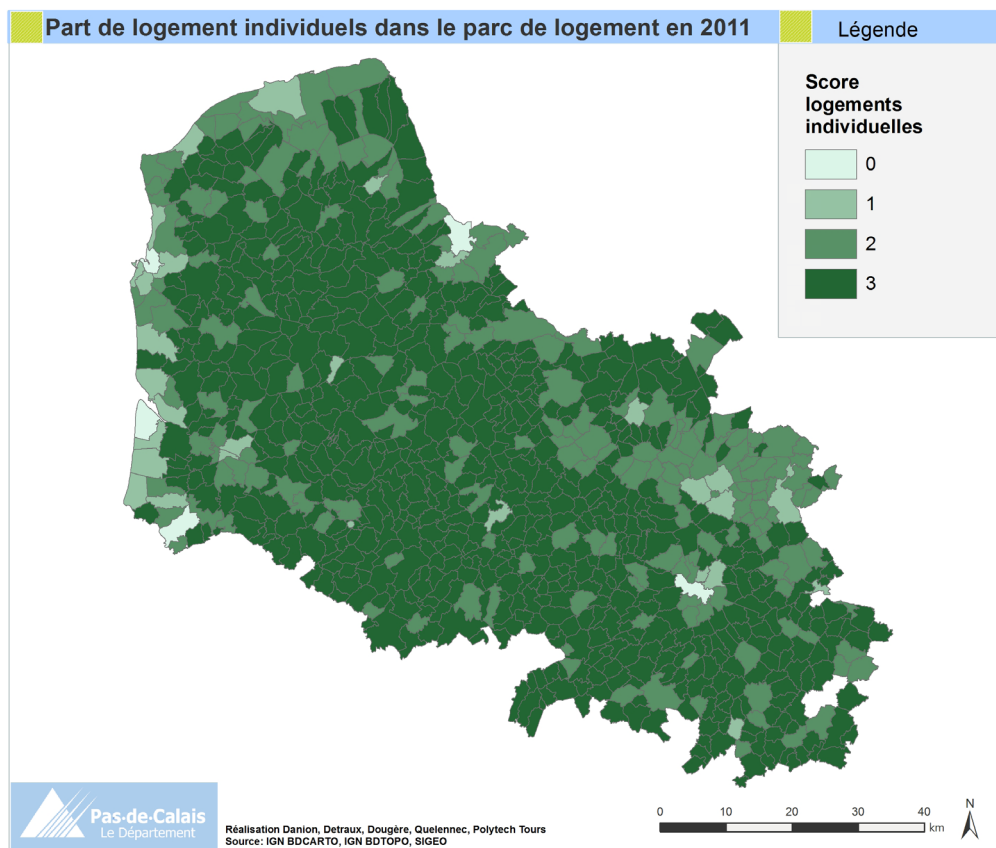 Part de logement individuels dans le parc de logement en 2011
Légende
Score
logements
individuelles
0
1
2
3
Pas-de-Calais
Le Département
Réalisation Danion, Detraux, Dougère, Quelennec, Polytech Tours
Source: IGN BDCARTO, IGN BDTOPO, SIGEO
0 10 20 30 40
km
N